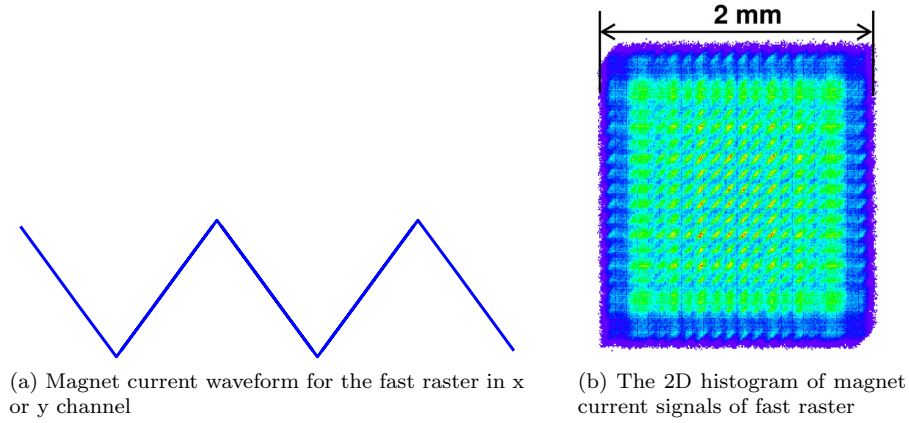 2 mm
(a) Magnet current waveform for the fast raster in x
or y channel
(b) The 2D histogram of magnet
current signals of fast raster